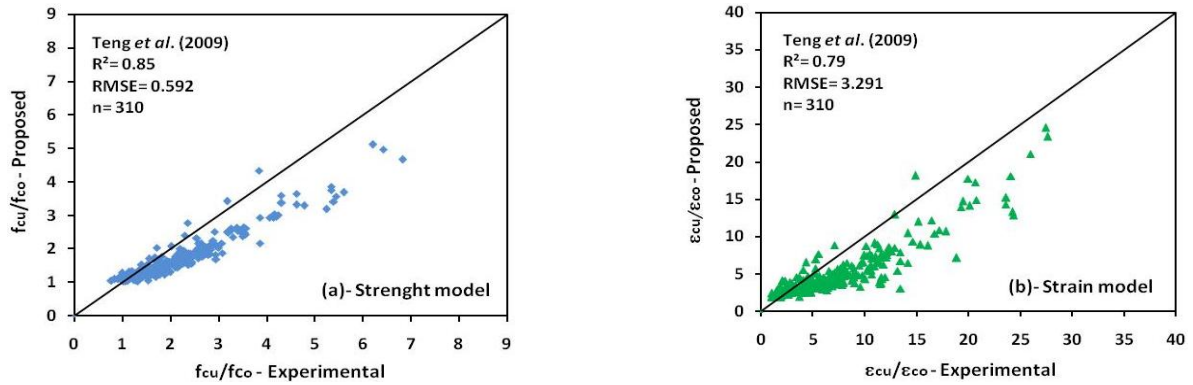 Teng et al. (2009)
R²= 0.85
RMSE= 0.592
n= 310
9
8
7
6
5
4
3
2
1
0
fcu/fco - Proposed
(a)- Strenght model
0 1 2 3 4 5 6 7 8 9
fcu/fco - Experimental
Teng et al. (2009)
R²= 0.79
RMSE= 3.291
n= 310
40
35
30
25
20
15
10
5
0
εcu/εco - Proposed
(b)- Strain model
0 5 10 15 20 25 30 35 40
εcu/εco - Experimental